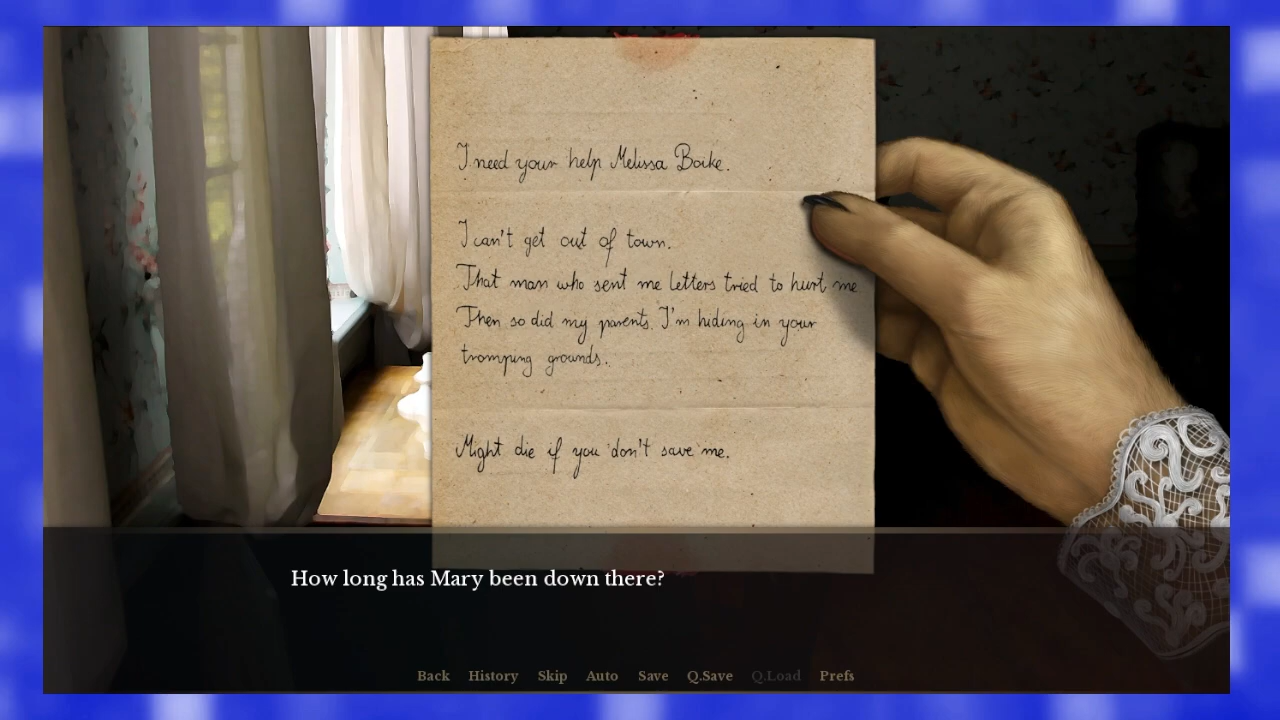 I need your help Melissa Boike.
I can't get out of town.
That man who sent me letters tried to hurt me.
Then so did my parents. I'm hiding in your
tromping grounds.
Might die if you don't save me.
How long has Mary been down there?
Back History Skip Auto Save Q.Save Q.Load Prefs